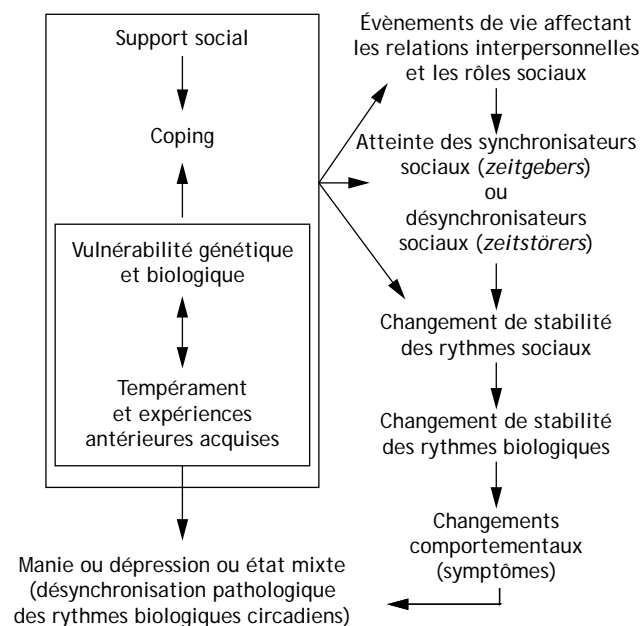 Support social
Coping
Vulnérabilité génétique
et biologique
Tempérament
et expériences
antérieures acquises
Manie ou dépression ou état mixte
(désynchronisation pathologique
des rythmes biologiques circadiens)
Évènements de vie affectant
les relations interpersonnelles
et les rôles sociaux
Atteinte des synchronisateurs
sociaux (zeitgebers)
ou
désynchronisateurs
sociaux (zeitstörers)
Changement de stabilité
des rythmes sociaux
Changement de stabilité
des rythmes biologiques
Changements
comportementaux
(symptômes)